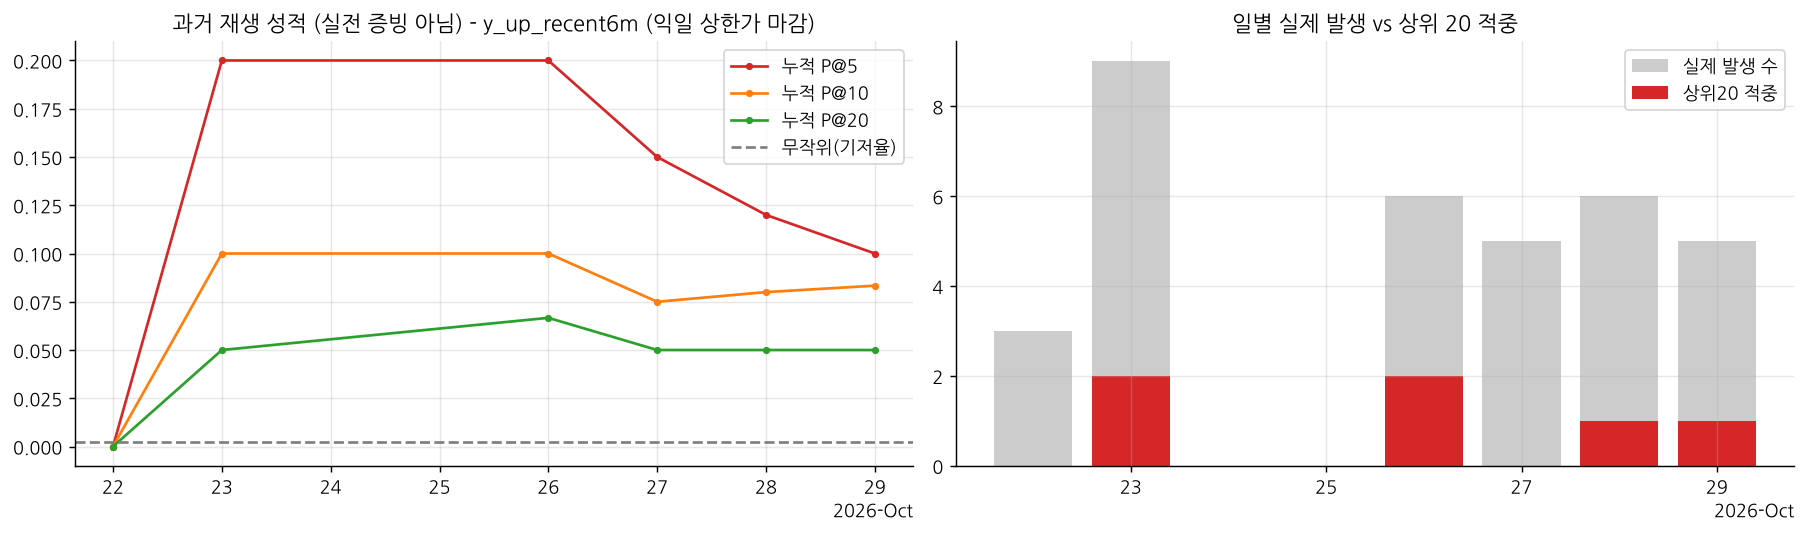 과거 재생 성적 (실전 증빙 아님) - y_up_recent6m (익일 상한가 마감)
0.200
0.175
0.150
0.125
0.100
0.075
0.050
0.025
0.000
누적 P@5
누적 P@10
누적 P@20
무작위(기저율)
22 23 24 25 26 27 28 29
2026-Oct
일별 실제 발생 vs 상위 20 적중
8
6
4
2
0
실제 발생 수
상위20 적중
23 25 27 29
2026-Oct